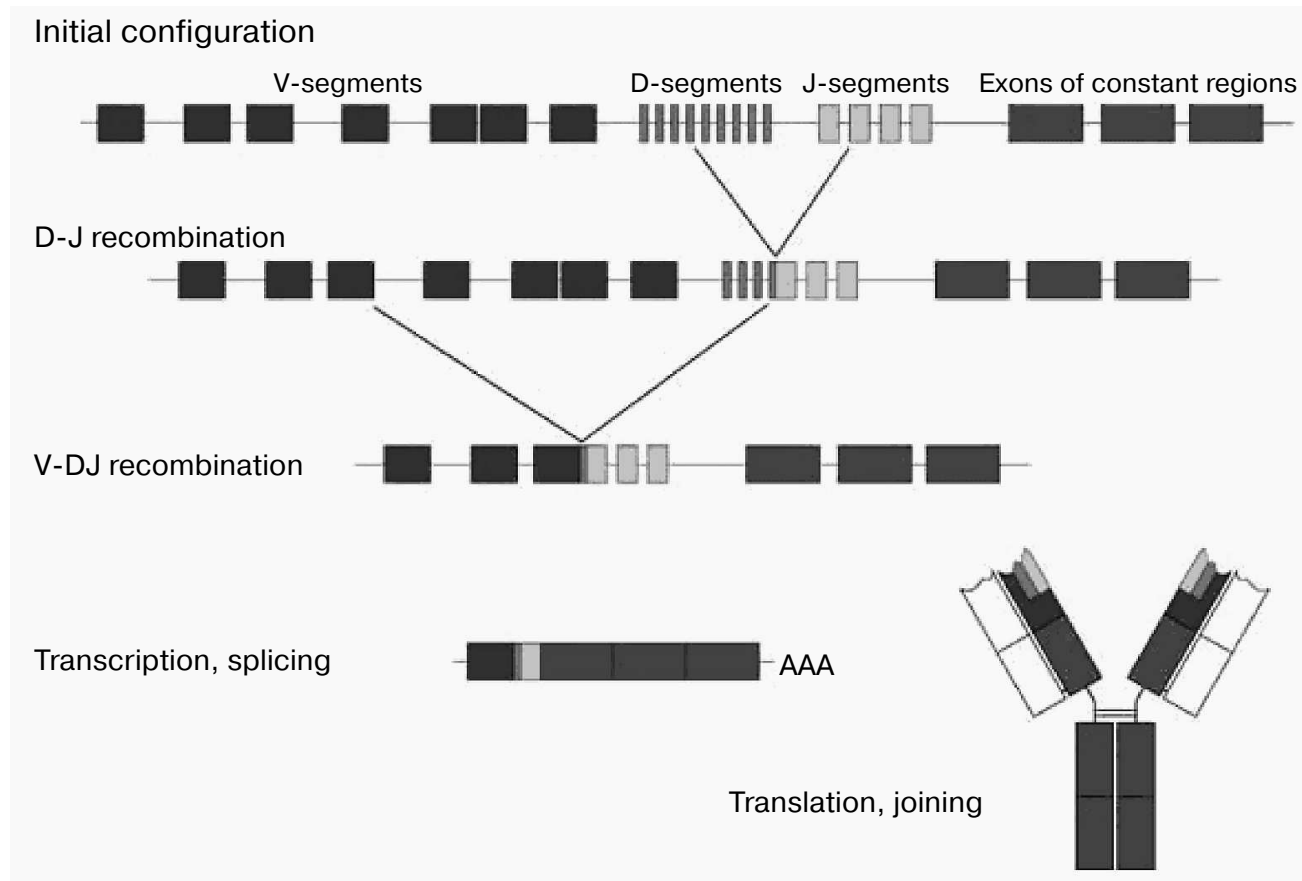 Initial configuration
V-segments D-segments J-segments Exons of constant regions
D-J recombination
V-DJ recombination
Transcription, splicing
AAA
Translation, joining